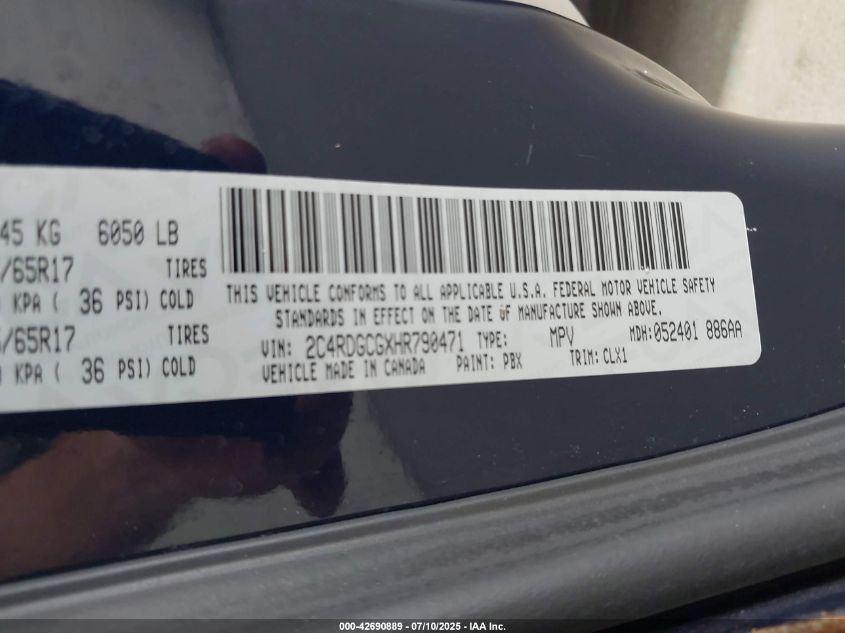 45 KG 6050 LB
/65R17 TIRES
KPA ( 36 PSI) COLD
/65R17 TIRES
KPA ( 36 PSI) COLD
THIS VEHICLE CONFORMS TO ALL APPLICABLE U.S.A. FEDERAL MOTOR VEHICLE SAFETY
STANDARDS IN EFFECT ON THE DATE OF MANUFACTURE SHOWN ABOVE.
VIN: 2C4RDGCGXHR790471 TYPE: MPV MDH:052401 886AA
VEHICLE MADE IN CANADA PAINT: PBX TRIM: CLX1
000-42690889 - 07/10/2025 - IAA Inc.